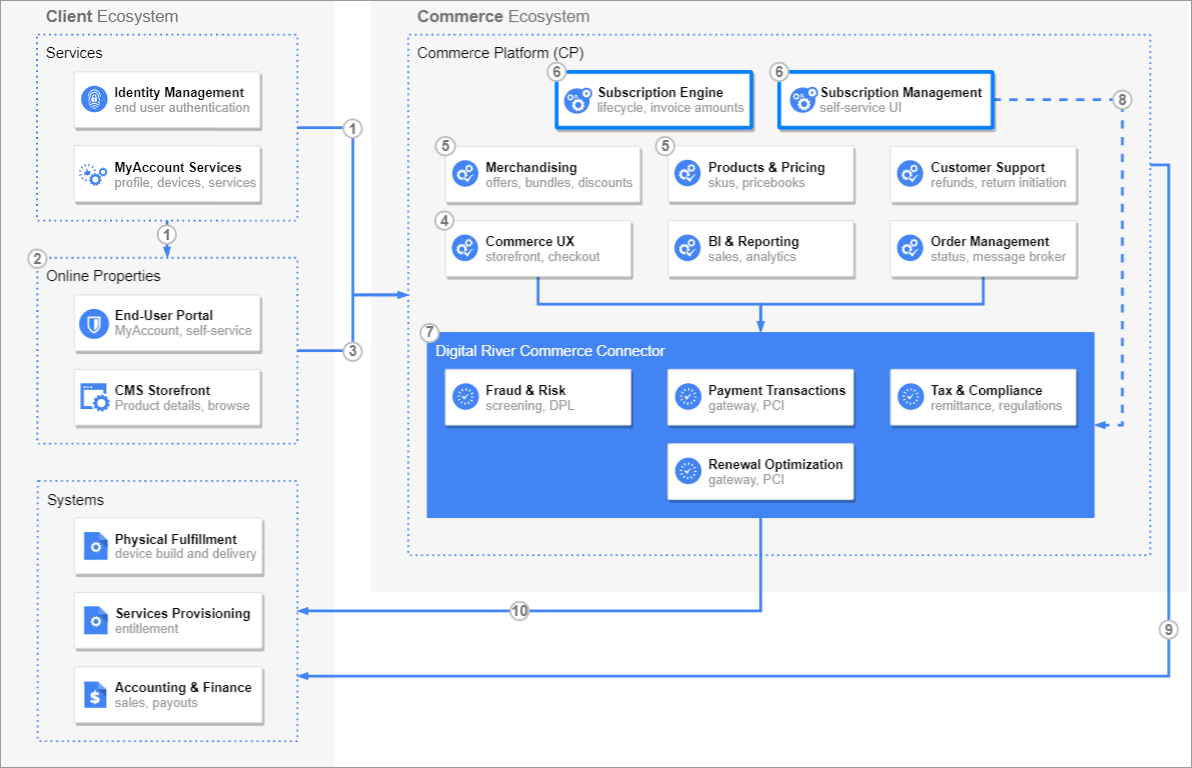 Client Ecosystem
Services
Identity Management
end user authentication
MyAccount Services
profile, devices, services
1
1
2
Online Properties
End-User Portal
MyAccount, self-service
CMS Storefront
Product details, browse
3
Systems
Physical Fulfillment
device build and delivery
Services Provisioning
entitlement
Accounting & Finance
sales, payouts
Commerce Ecosystem
Commerce Platform (CP)
6
Subscription Engine
lifecycle, invoice amounts
6
Subscription Management
self-service UI
8
5
Merchandising
offers, bundles, discounts
5
Products & Pricing
skus, pricebooks
Customer Support
refunds, return initiation
4
Commerce UX
storefront, checkout
BI & Reporting
sales, analytics
Order Management
status, message broker
7
Digital River Commerce Connector
Fraud & Risk
screening, DPL
Payment Transactions
gateway, PCI
Tax & Compliance
remittance, regulations
Renewal Optimization
gateway, PCI
10
9